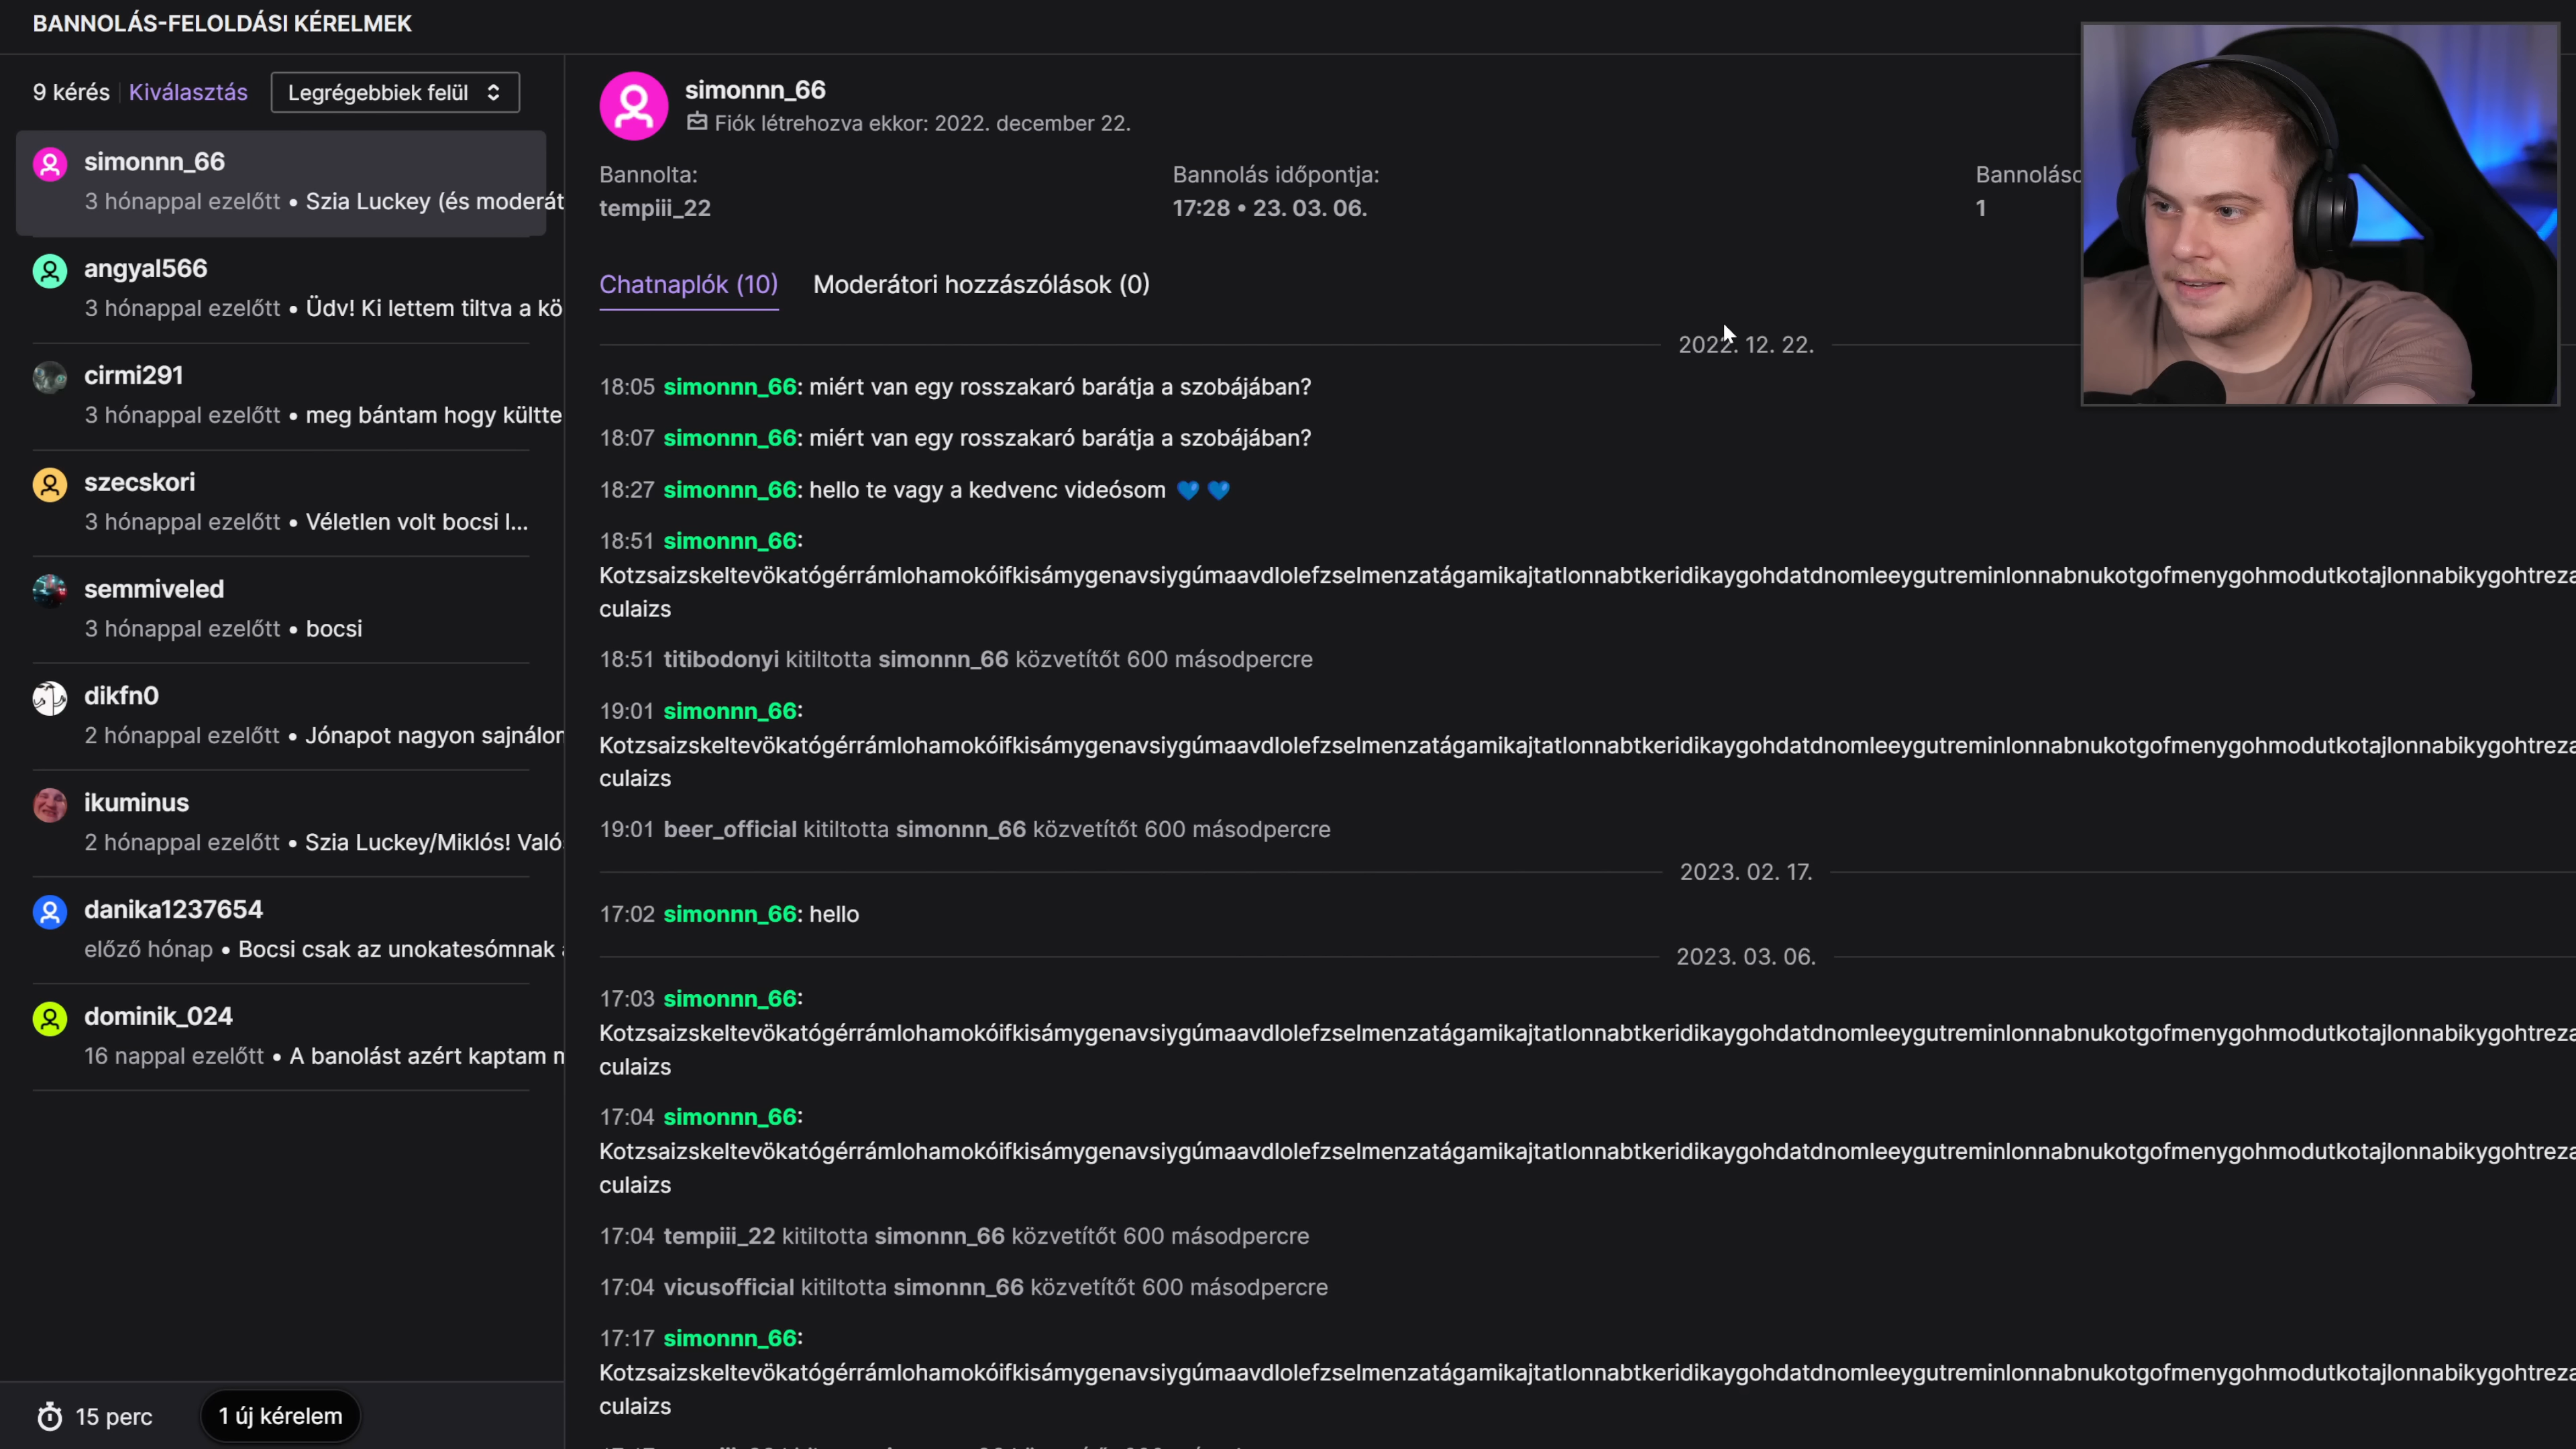 BANNOLÁS-FELOLDÁSI KÉRELMEK
9 kérés
Kiválasztás
Legrégebbiek felül
simonnn_66
3 hónappal ezelőtt • Szia Luckey (és moderát
angyal566
3 hónappal ezelőtt • Üdv! Ki lettem tiltva a kö
cirmi291
3 hónappal ezelőtt • meg bántam hogy kültte
szecskori
3 hónappal ezelőtt • Véletlen volt bocsi l...
semmiveled
3 hónappal ezelőtt • bocsi
dikfn0
2 hónappal ezelőtt • Jónapot nagyon sajnálom
ikuminus
2 hónappal ezelőtt • Szia Luckey/Miklós! Való
danika1237654
előző hónap • Bocsi csak az unokatesómnak
dominik_024
16 nappal ezelőtt • A banolást azért kaptam m
15 perc
1 új kérelem
simonnn_66
Fiók létrehozva ekkor: 2022. december 22.
Bannolta:
tempiii_22
Bannolás időpontja:
17:28 • 23. 03. 06.
Bannolásc
1
Chatnaplók (10)
Moderátori hozzászólások (0)
2022. 12. 22.
18:05 simonnn_66: miért van egy rosszakaró barátja a szobájában?
18:07 simonnn_66: miért van egy rosszakaró barátja a szobájában?
18:27 simonnn_66: hello te vagy a kedvenc videósom 💙 💙
18:51 simonnn_66:
Kotzsaizskeltevökatógérrámlohamokóifkisámygenavsiygúmaavdlolefzselmenzatágamikajtatlonnabtkeridikaygohdatdnomleeygutreminlonnabnukotgofmenygohmodutkotajlonnabikygohtreza
culaizs
18:51 titibodonyi kitiltotta simonnn_66 közvetítőt 600 másodpercre
19:01 simonnn_66:
Kotzsaizskeltevökatógérrámlohamokóifkisámygenavsiygúmaavdlolefzselmenzatágamikajtatlonnabtkeridikaygohdatdnomleeygutreminlonnabnukotgofmenygohmodutkotajlonnabikygohtreza
culaizs
19:01 beer_official kitiltotta simonnn_66 közvetítőt 600 másodpercre
2023. 02. 17.
17:02 simonnn_66: hello
2023. 03. 06.
17:03 simonnn_66:
Kotzsaizskeltevökatógérrámlohamokóifkisámygenavsiygúmaavdlolefzselmenzatágamikajtatlonnabtkeridikaygohdatdnomleeygutreminlonnabnukotgofmenygohmodutkotajlonnabikygohtreza
culaizs
17:04 simonnn_66:
Kotzsaizskeltevökatógérrámlohamokóifkisámygenavsiygúmaavdlolefzselmenzatágamikajtatlonnabtkeridikaygohdatdnomleeygutreminlonnabnukotgofmenygohmodutkotajlonnabikygohtreza
culaizs
17:04 tempiii_22 kitiltotta simonnn_66 közvetítőt 600 másodpercre
17:04 vicusofficial kitiltotta simonnn_66 közvetítőt 600 másodpercre
17:17 simonnn_66:
Kotzsaizskeltevökatógérrámlohamokóifkisámygenavsiygúmaavdlolefzselmenzatágamikajtatlonnabtkeridikaygohdatdnomleeygutreminlonnabnukotgofmenygohmodutkotajlonnabikygohtreza
culaizs